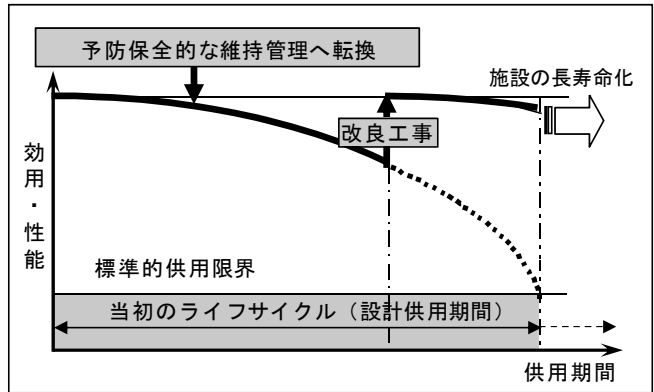 予防保全的な維持管理へ転換
施設の長寿命化
改良工事
効用・性能
標準的供用限界
当初のライフサイクル（設計供用期間）
供用期間